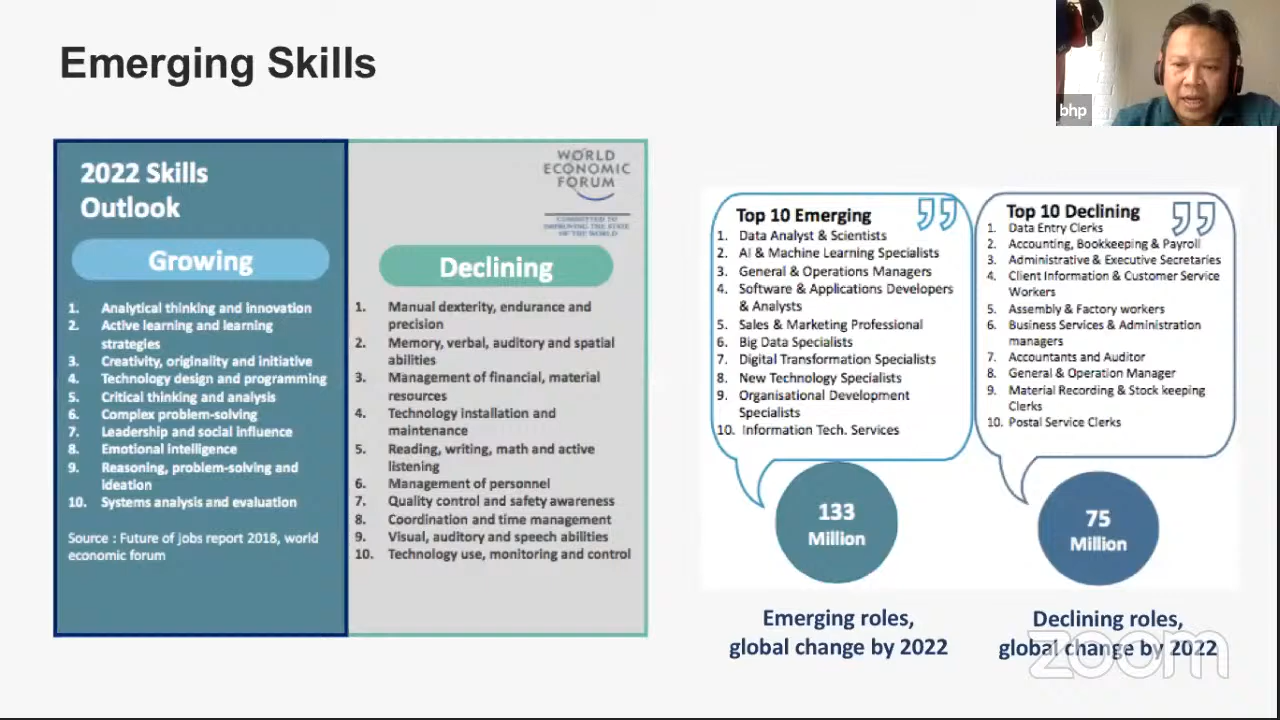 Emerging Skills
bhp
2022 Skills
Outlook
Growing
1. Analytical thinking and innovation
2. Active learning and learning
strategies
3. Creativity, originality and initiative
4. Technology design and programming
5. Critical thinking and analysis
6. Complex problem-solving
7. Leadership and social influence
8. Emotional intelligence
9. Reasoning, problem-solving and
ideation
10. Systems analysis and evaluation
Source : Future of jobs report 2018, world
economic forum
WORLD
ECONOMIC
FORUM
COMMITTED TO
IMPROVING THE STATE
OF THE WORLD
Declining
1. Manual dexterity, endurance and
precision
2. Memory, verbal, auditory and spatial
abilities
3. Management of financial, material
resources
4. Technology installation and
maintenance
5. Reading, writing, math and active
listening
6. Management of personnel
7. Quality control and safety awareness
8. Coordination and time management
9. Visual, auditory and speech abilities
10. Technology use, monitoring and control
Top 10 Emerging
1. Data Analyst & Scientists
2. AI & Machine Learning Specialists
3. General & Operations Managers
4. Software & Applications Developers
& Analysts
5. Sales & Marketing Professional
6. Big Data Specialists
7. Digital Transformation Specialists
8. New Technology Specialists
9. Organisational Development
Specialists
10. Information Tech. Services
133
Million
Emerging roles,
global change by 2022
Top 10 Declining
1. Data Entry Clerks
2. Accounting, Bookkeeping & Payroll
3. Administrative & Executive Secretaries
4. Client Information & Customer Service
Workers
5. Assembly & Factory workers
6. Business Services & Administration
managers
7. Accountants and Auditor
8. General & Operation Manager
9. Material Recording & Stock keeping
Clerks
10. Postal Service Clerks
75
Million
Declining roles,
global change by 2022
zoom